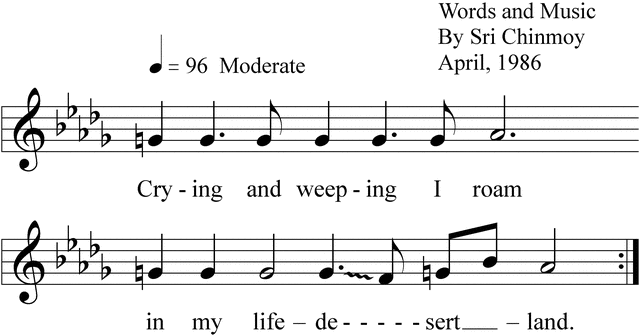 Words and Music
By Sri Chinmoy
= 96 Moderate April, 1986
Cry - ing and weep - ing I roam
in my life – de - - - - - sert____ – land.